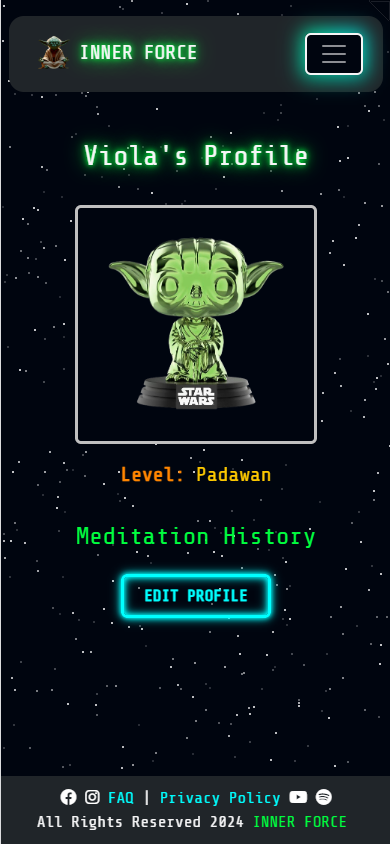 INNER FORCE
Viola's Profile
STAR
WARS
Level: Padawan
Meditation History
EDIT PROFILE
FAQ | Privacy Policy
All Rights Reserved 2024 INNER FORCE